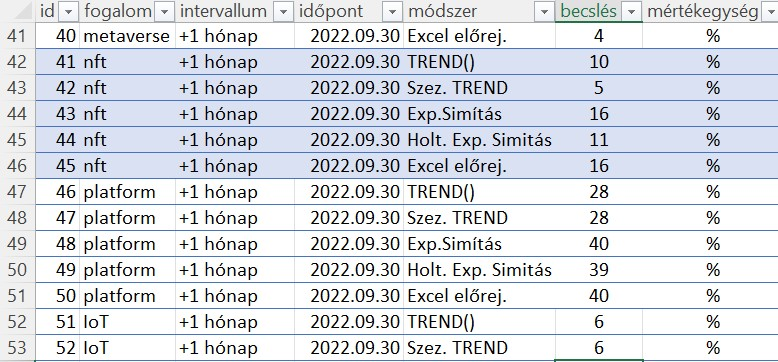 id fogalom intervallum időpont módszer becslés mértékegység
41 40 metaverse +1 hónap 2022.09.30 Excel előrej. 4 %
42 41 nft +1 hónap 2022.09.30 TREND() 10 %
43 42 nft +1 hónap 2022.09.30 Szez. TREND 5 %
44 43 nft +1 hónap 2022.09.30 Exp.Simítás 16 %
45 44 nft +1 hónap 2022.09.30 Holt. Exp. Simitás 11 %
46 45 nft +1 hónap 2022.09.30 Excel előrej. 16 %
47 46 platform +1 hónap 2022.09.30 TREND() 28 %
48 47 platform +1 hónap 2022.09.30 Szez. TREND 28 %
49 48 platform +1 hónap 2022.09.30 Exp.Simítás 40 %
50 49 platform +1 hónap 2022.09.30 Holt. Exp. Simitás 39 %
51 50 platform +1 hónap 2022.09.30 Excel előrej. 40 %
52 51 IoT +1 hónap 2022.09.30 TREND() 6 %
53 52 IoT +1 hónap 2022.09.30 Szez. TREND 6 %